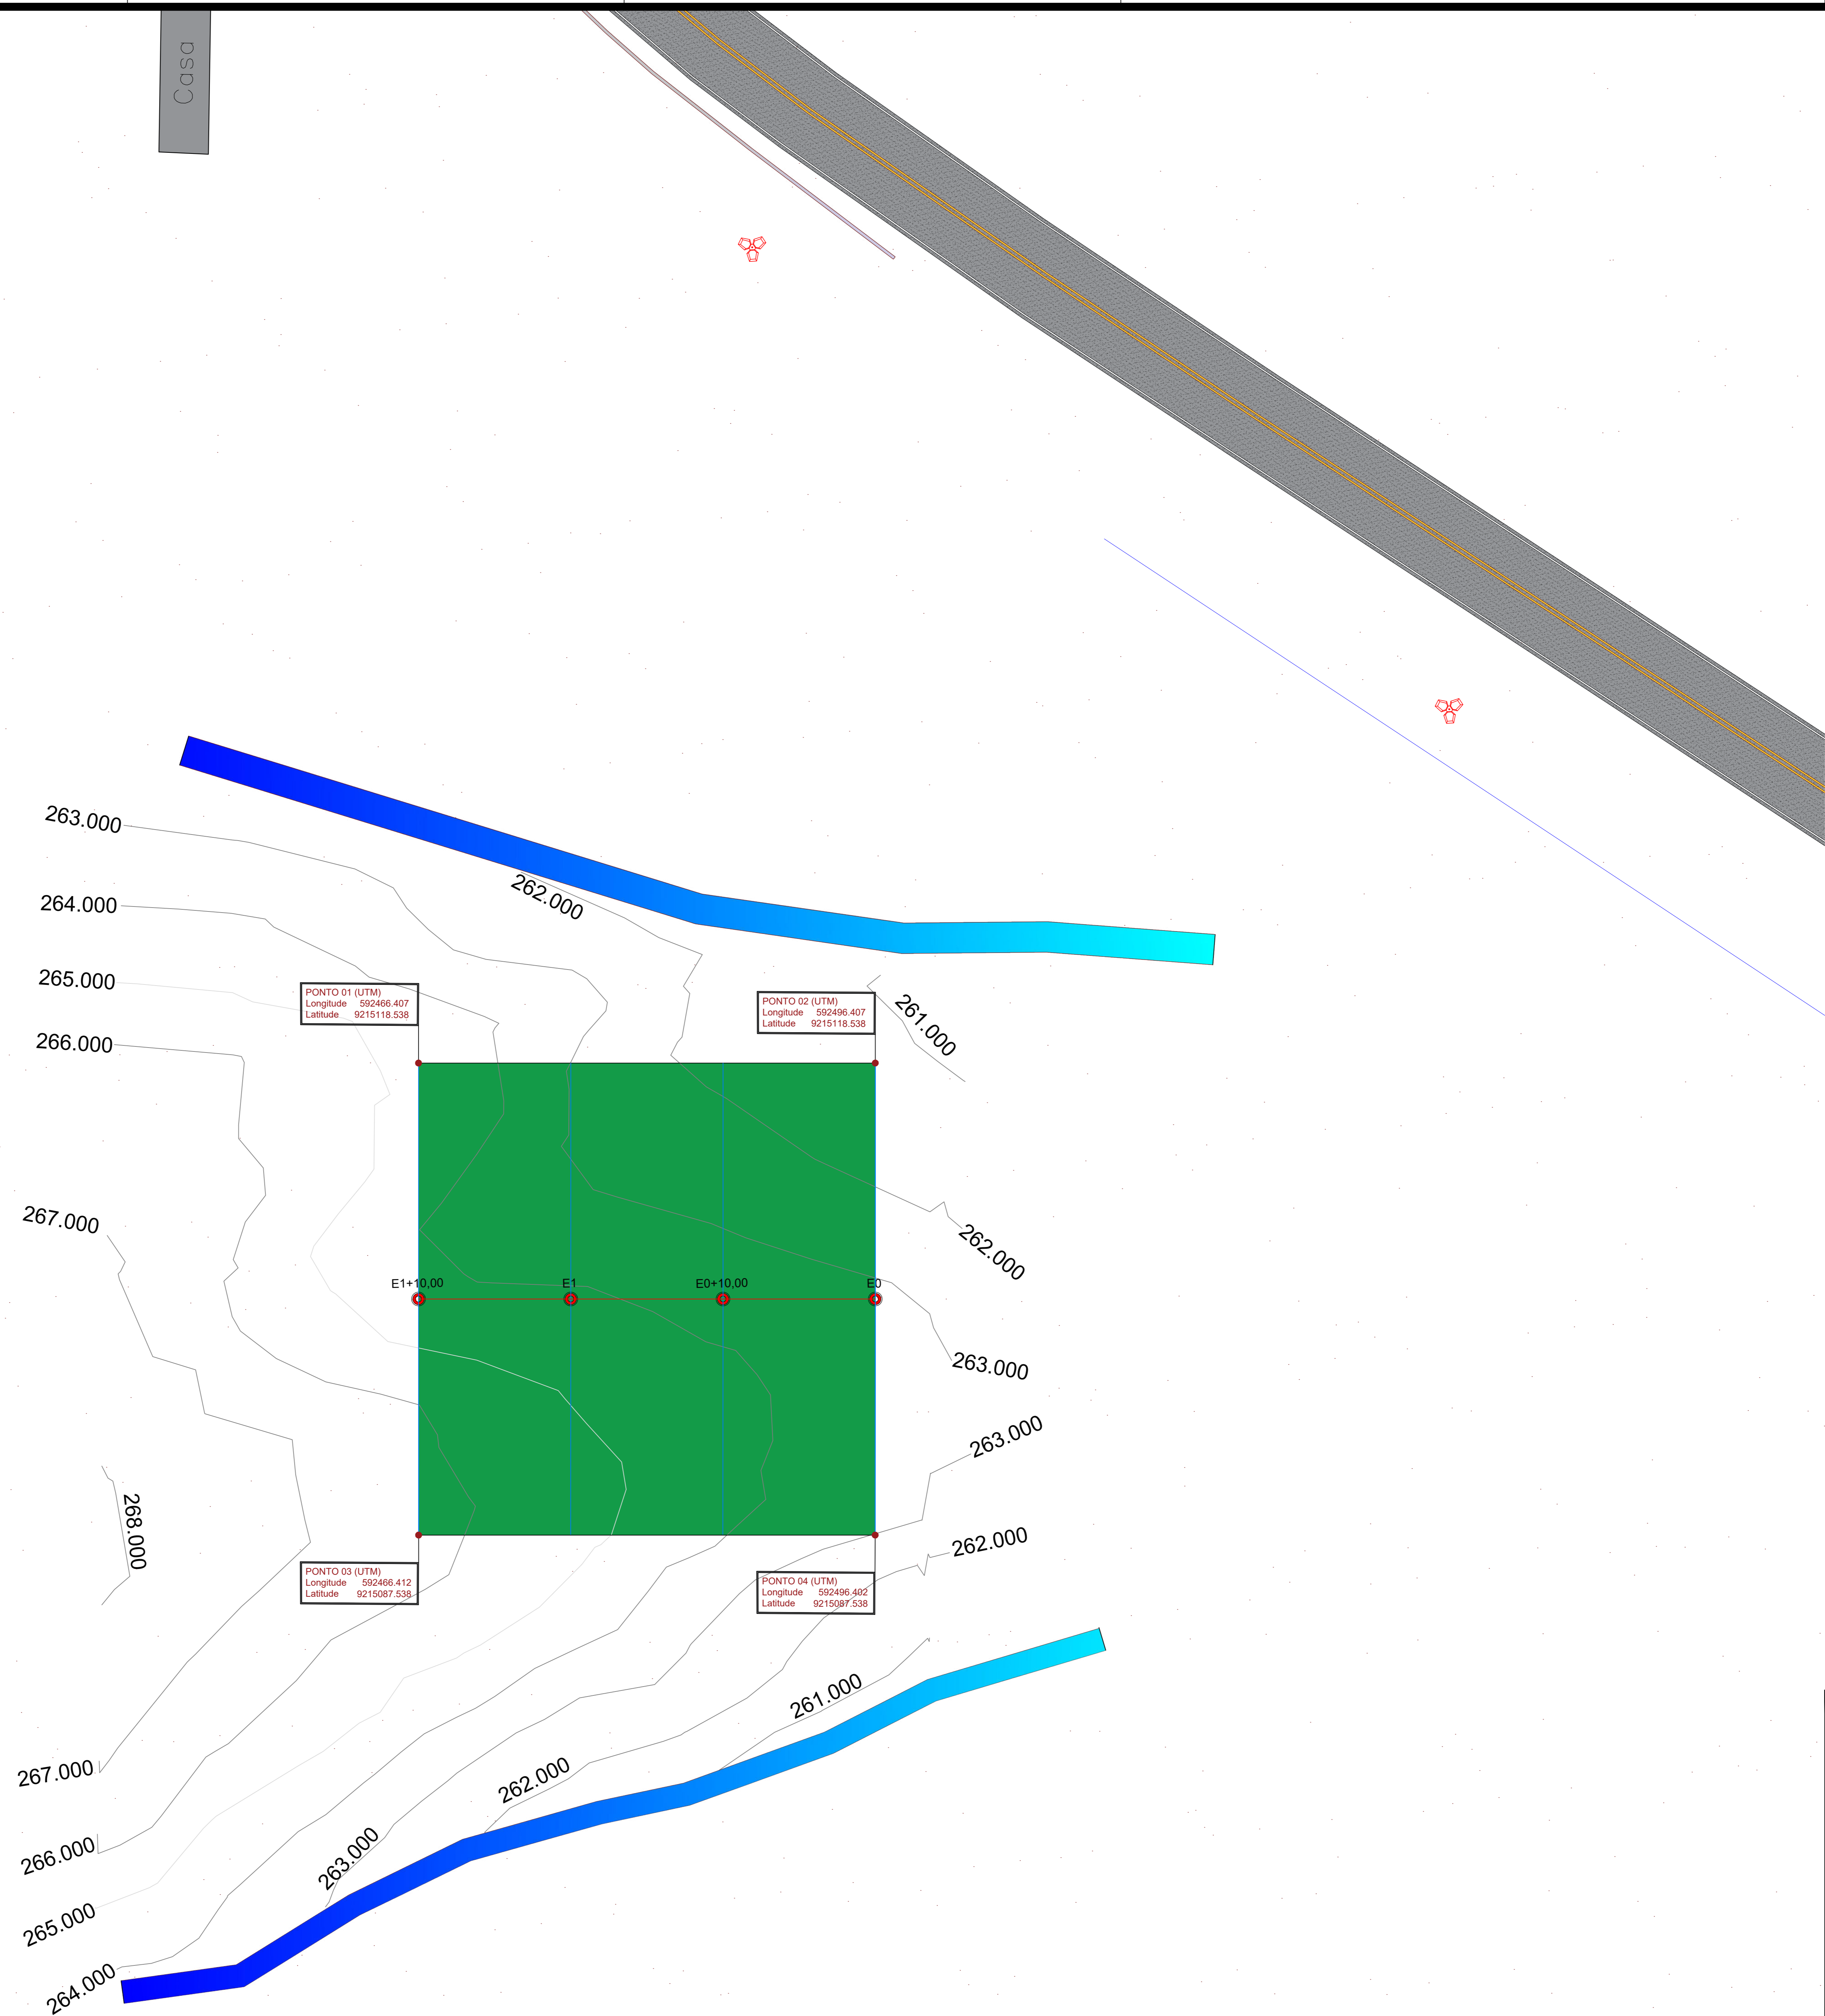 Casa
263.000
262.000
264.000
265.000
PONTO 01 (UTM)
Longitude 592466.407
Latitude 9215118.538
PONTO 02 (UTM)
Longitude 592496.407
Latitude 9215118.538
261.000
266.000
267.000
262.000
E1+10,00
E1
E0+10,00
E0
263.000
263.000
268.000
262.000
PONTO 03 (UTM)
Longitude 592466.412
Latitude 9215087.538
PONTO 04 (UTM)
Longitude 592496.402
Latitude 9215087.538
261.000
267.000
262.000
266.000
263.000
265.000
264.000